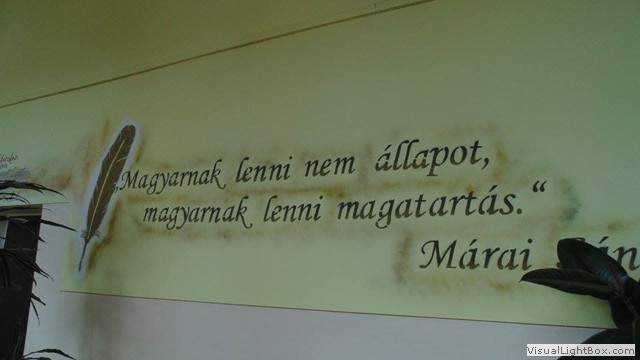 „Magyarnak lenni nem állapot,
magyarnak lenni magatartás.“
Márai
VisualLightBox.com